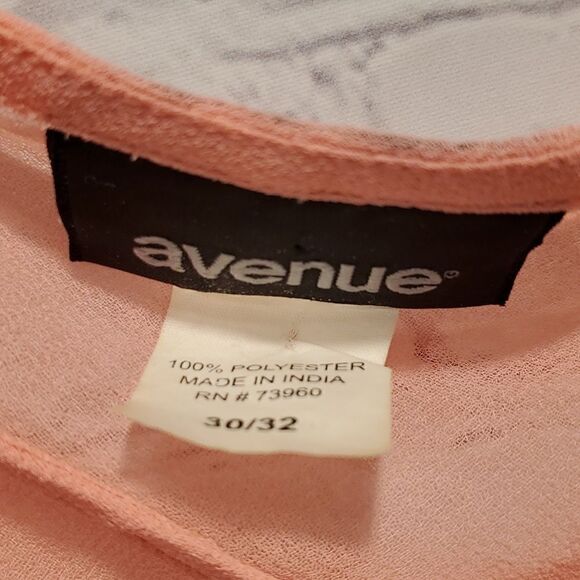 avenue®
100% POLYESTER
MADE IN INDIA
RN # 73960
30/32